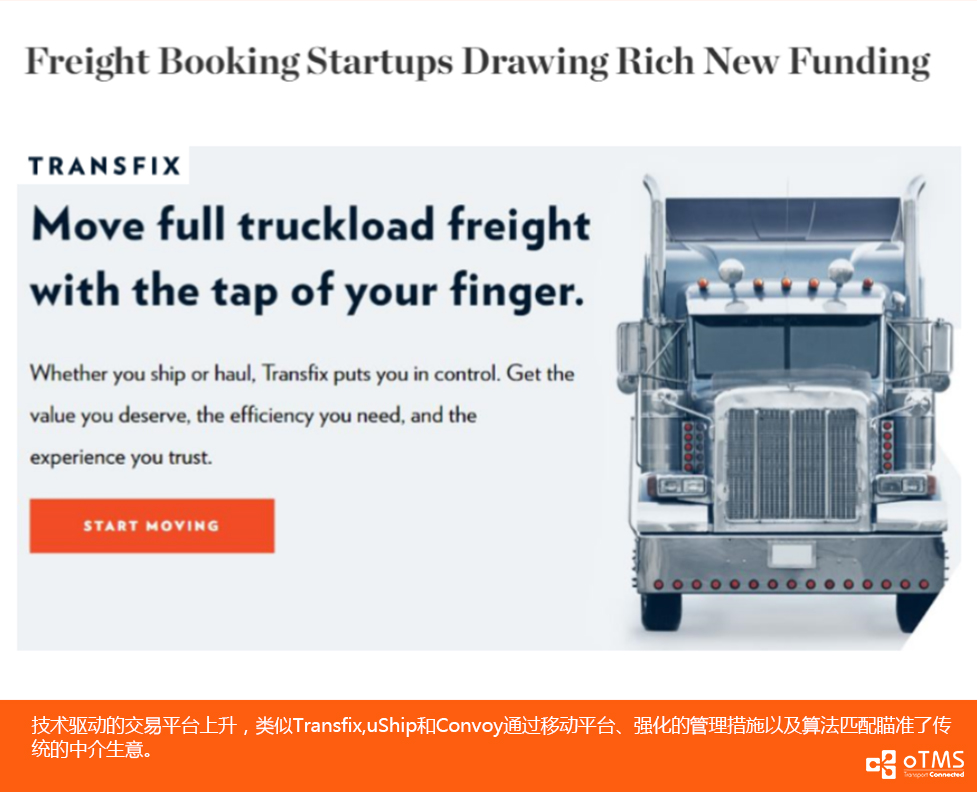 Freight Booking Startups Drawing Rich New Funding
TRANSFIX
Move full truckload freight
with the tap of your finger.
Whether you ship or haul, Transfix puts you in control. Get the
value you deserve, the efficiency you need, and the
experience you trust.
START MOVING
技术驱动的交易平台上升，类似Transfix,uShip和Convoy通过移动平台、强化的管理措施以及算法匹配瞄准了传
统的中介生意。
oTMS
Transport Connected